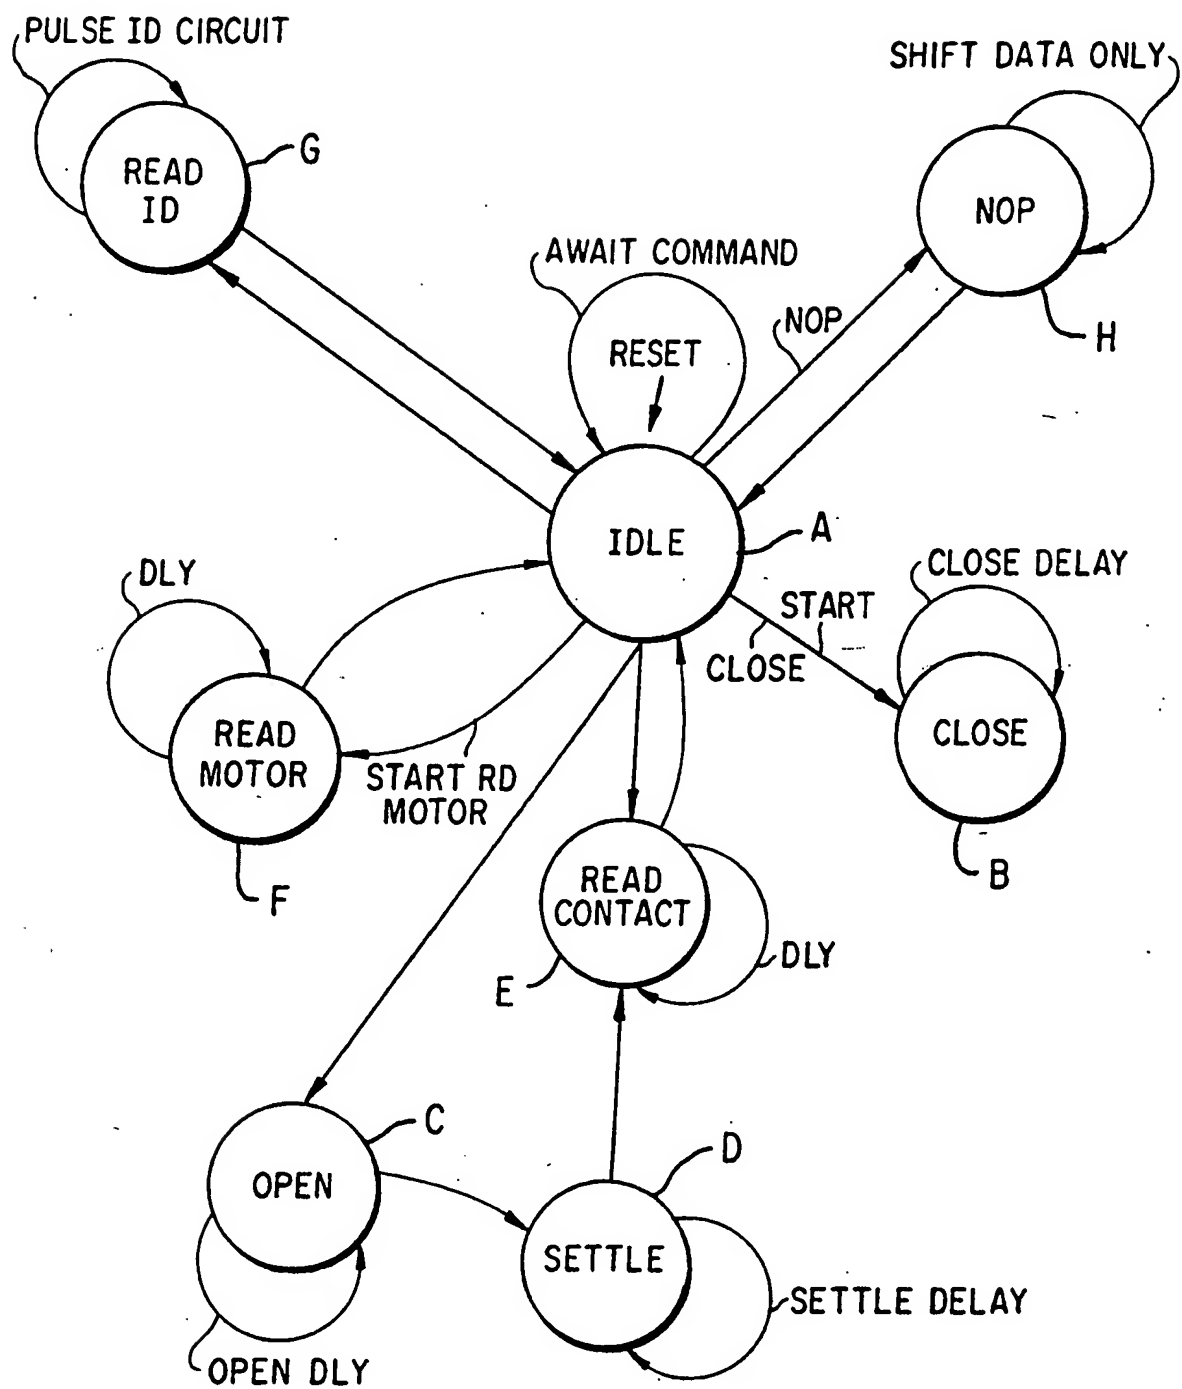 PULSE ID CIRCUIT
SHIFT DATA ONLY
G
READ
ID
NOP
AWAIT COMMAND
NOP
H
RESET
IDLE
A
DLY
CLOSE DELAY
START
CLOSE
READ
MOTOR
CLOSE
START RD
MOTOR
B
F
READ
CONTACT
DLY
E
C
D
OPEN
SETTLE
SETTLE DELAY
OPEN DLY